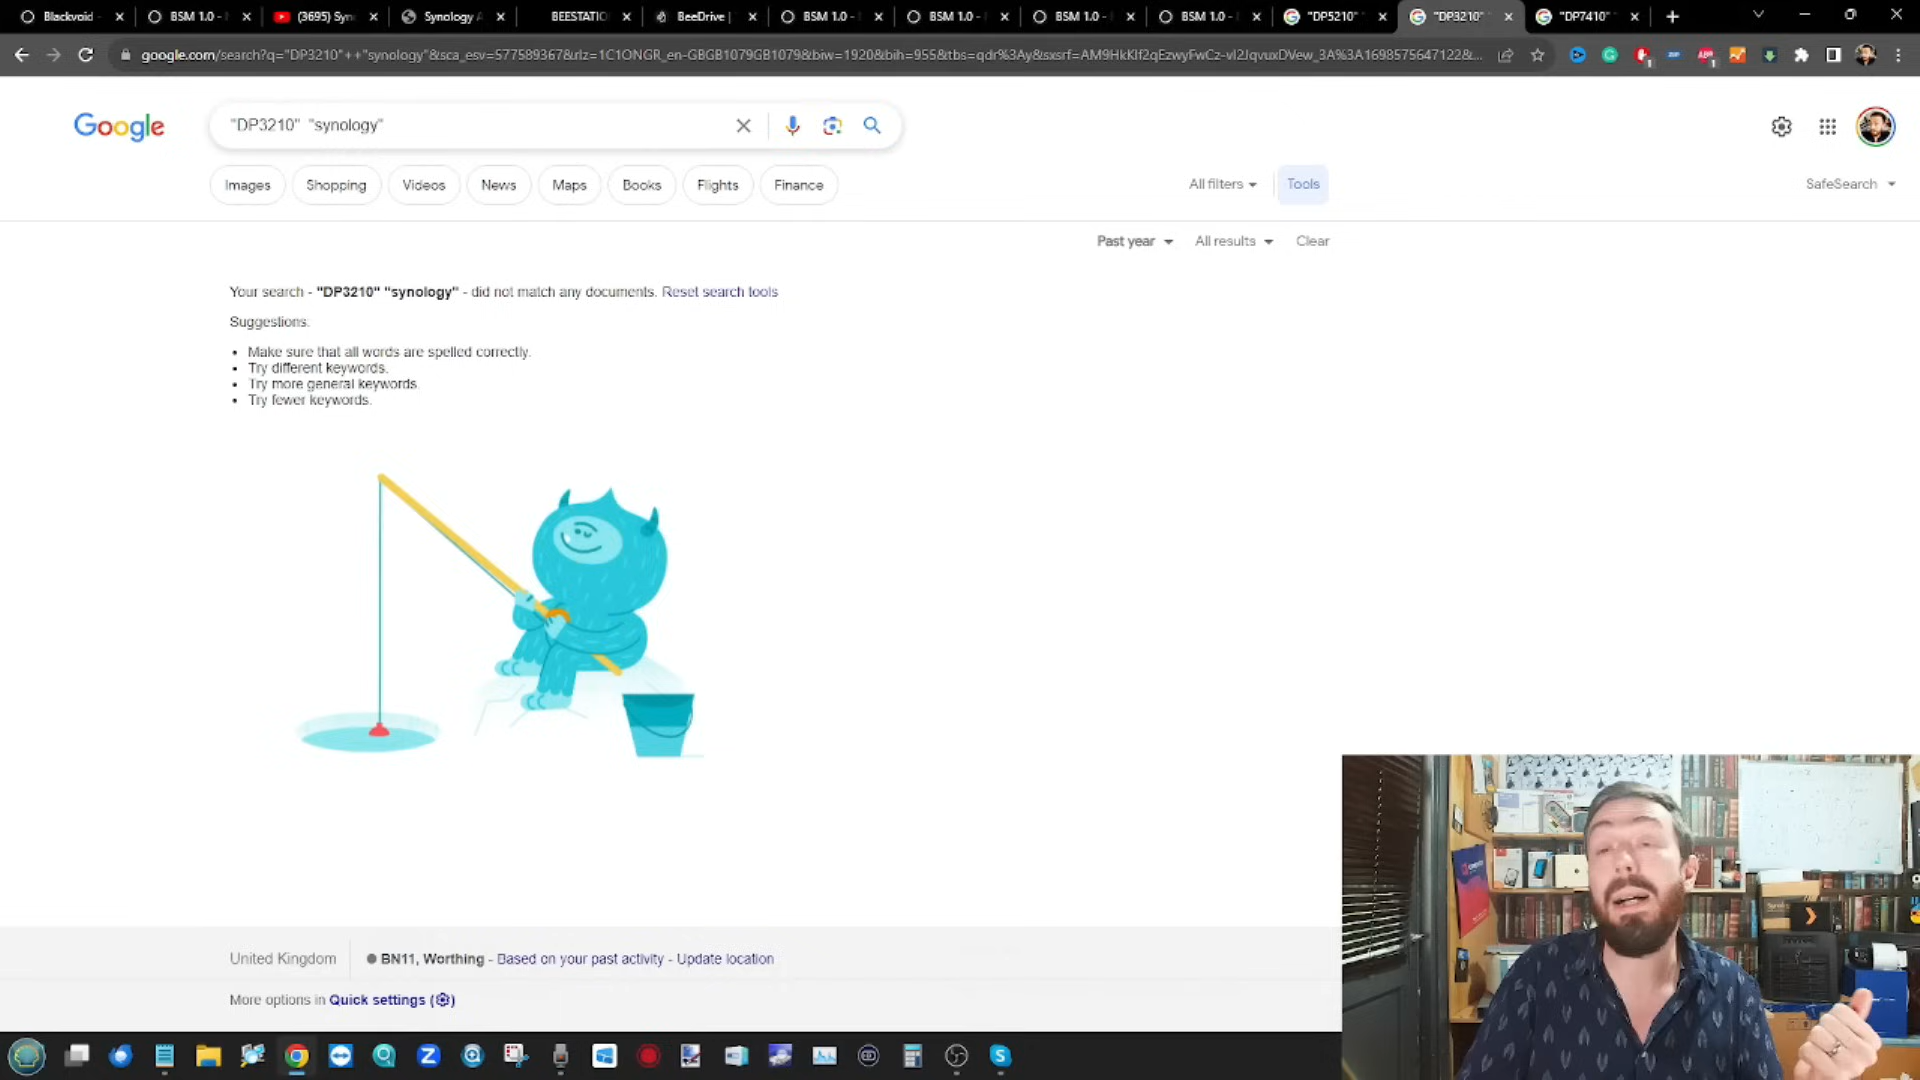 Blackvoid
BSM 1.0 -
(3695) Syn
Synology
BEESTATIO
BeeDrive |
BSM 1.0 -
BSM 1.0 -
BSM 1.0 -
BSM 1.0 -
"DP5210"
"DP3210"
"DP7410"
google.com/search?q="DP3210"++"synology"&sca_esv=577589367&rlz=1C1ONGR_en-GBGB1079GB1079&biw=1920&bih=955&tbs=qdr%3Ay&
Google
"DP3210" "synology"
Images
Shopping
Videos
News
Maps
Books
Flights
Finance
All filters
Tools
SafeSearch
Past year
All results
Clear
Your search - "DP3210" "synology" - did not match any documents. Reset search tools
Suggestions:
Make sure that all words are spelled correctly.
Try different keywords.
Try more general keywords.
Try fewer keywords.
United Kingdom
BN11, Worthing - Based on your past activity - Update location
More options in Quick settings